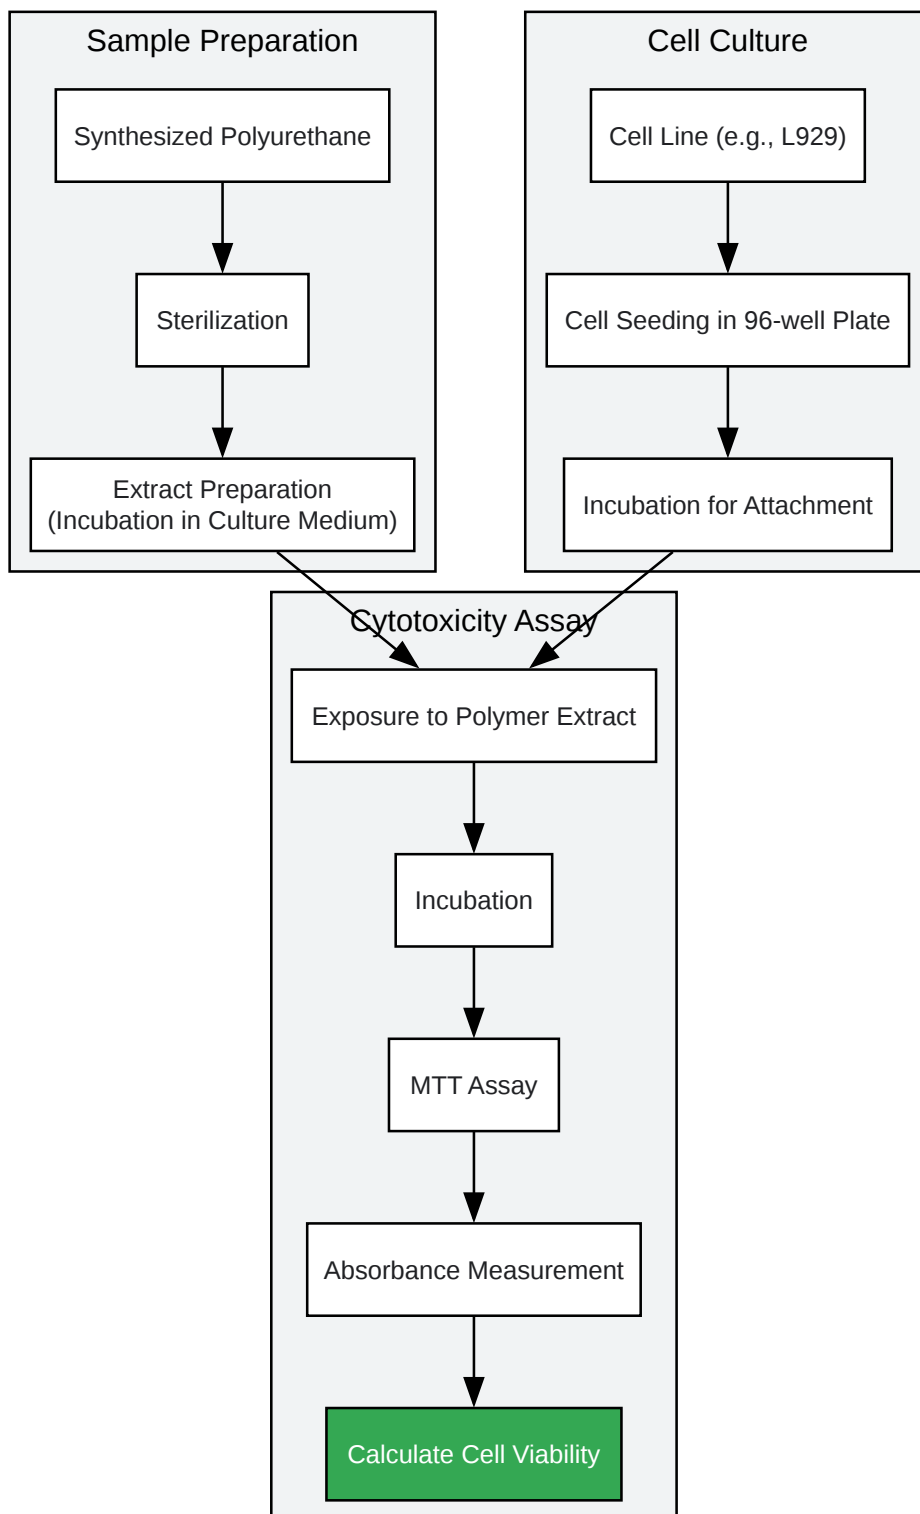 Sample Preparation
Synthesized Polyurethane
Sterilization
Extract Preparation
(Incubation in Culture Medium)
Cell Culture
Cell Line (e.g., L929)
Cell Seeding in 96-well Plate
Incubation for Attachment
Cytotoxicity Assay
Exposure to Polymer Extract
Incubation
MTT Assay
Absorbance Measurement
Calculate Cell Viability